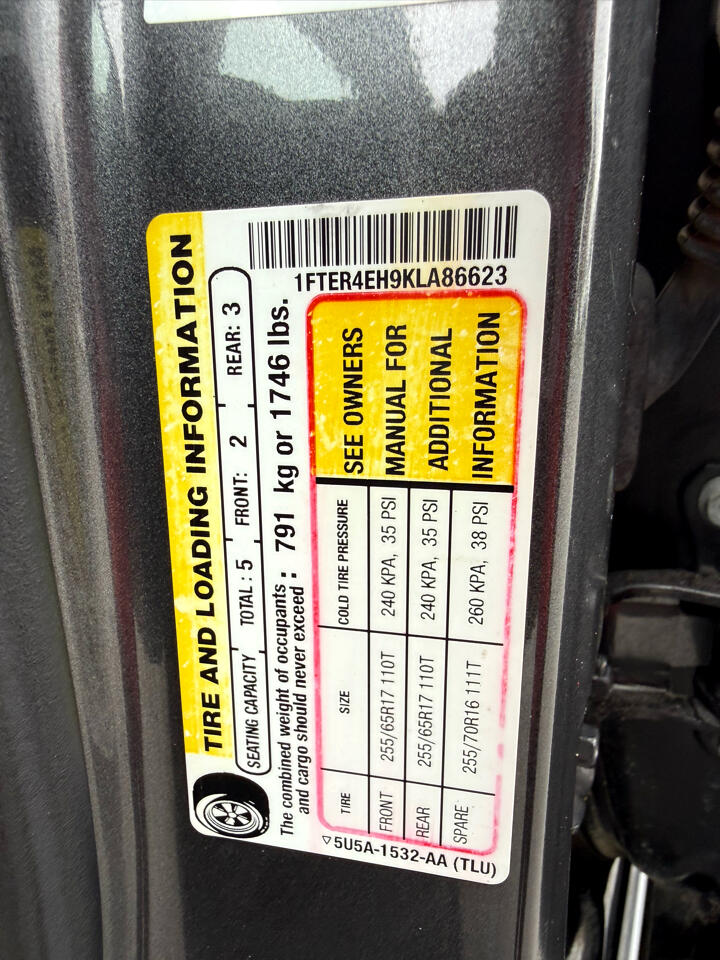 TIRE AND LOADING INFORMATION
SEATING CAPACITY TOTAL : 5 FRONT: 2 REAR: 3
The combined weight of occupants
and cargo should never exceed : 791 kg or 1746 lbs.
1FTER4EH9KLA86623
TIRE SIZE COLD TIRE PRESSURE
FRONT 255/65R17 110T 240 KPA, 35 PSI
REAR 255/65R17 110T 240 KPA, 35 PSI
SPARE 255/70R16 111T 260 KPA, 38 PSI
SEE OWNERS
MANUAL FOR
ADDITIONAL
INFORMATION
▽5U5A-1532-AA (TLU)